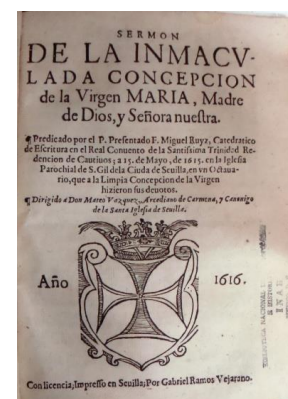 SERMON
DE LA INMACV-
LADA CONCEPCION
de la Virgen MARIA, Madre
de Dios, y Señora nuestra.
¶ Predicado por el P. Presentado F. Miguel Ruyz, Catedratico
de Escritura en el Real Conuento de la Santissima Trinidad Re-
dencion de Cautiuos; a 15. de Mayo, de 1615. en la Iglesia
Parochial de S. Gil de la Ciuda de Seuilla, en vn Octaua-
rio, que a la Limpia Concepcion de la Virgen
hizieron sus deuotos.
¶ Dirigido a Don Mateo Vazquez, Arcediano de Carmona, y Canonigo
de la Santa Iglesia de Seuilla.
Año 1616.
Con licencia, Impresso en Seuilla; Por Gabriel Ramos Vejarano.